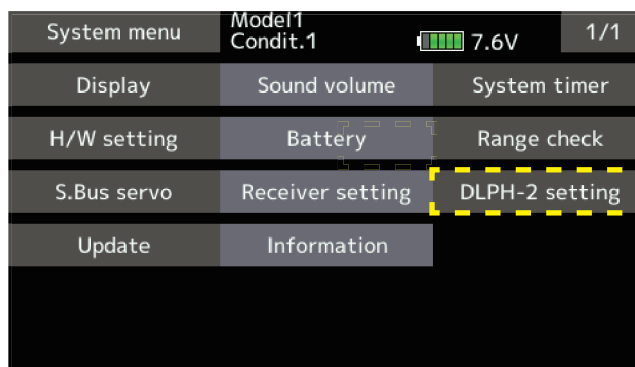 System menu
Model1
Condit.1
7.6V
1/1
Display
Sound volume
System timer
H/W setting
Battery
Range check
S.Bus servo
Receiver setting
DLPH-2 setting
Update
Information